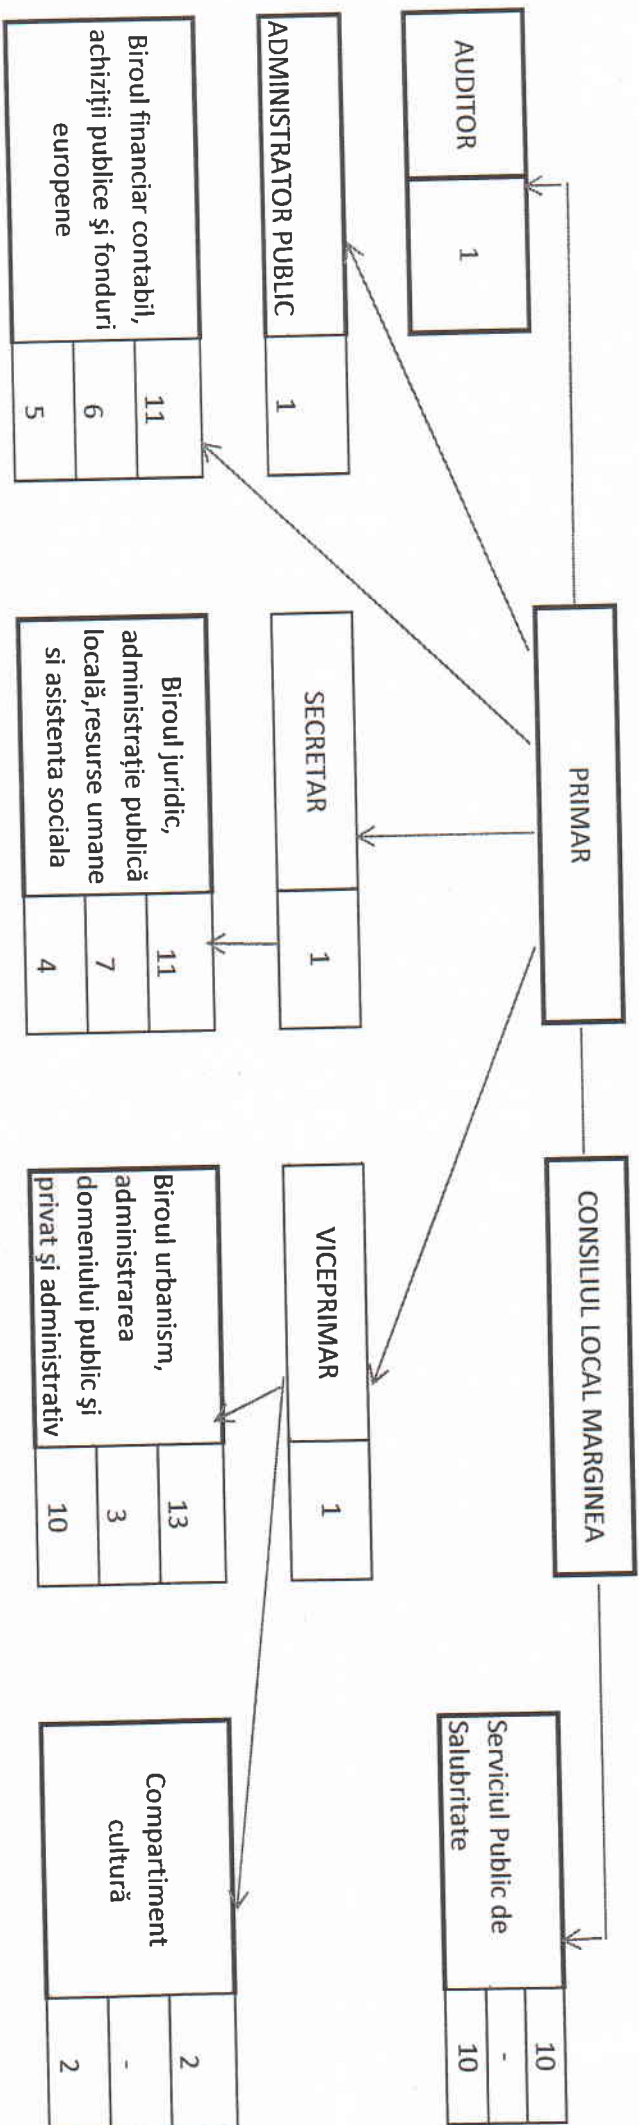 PRIMAR
CONSILIUL LOCAL MARGINEA
AUDITOR
1
Serviciul Public de
Salubritate
10
-
10
ADMINISTRATOR PUBLIC
1
SECRETAR
1
VICEPRIMAR
1
Biroul financiar contabil,
achiziții publice și fonduri
europene
11
6
5
Biroul juridic,
administrație publică
locală,resurse umane
si asistenta sociala
11
7
4
Biroul urbanism,
administrarea
domeniului public și
privat și administrativ
13
3
10
Compartiment
cultură
2
-
2